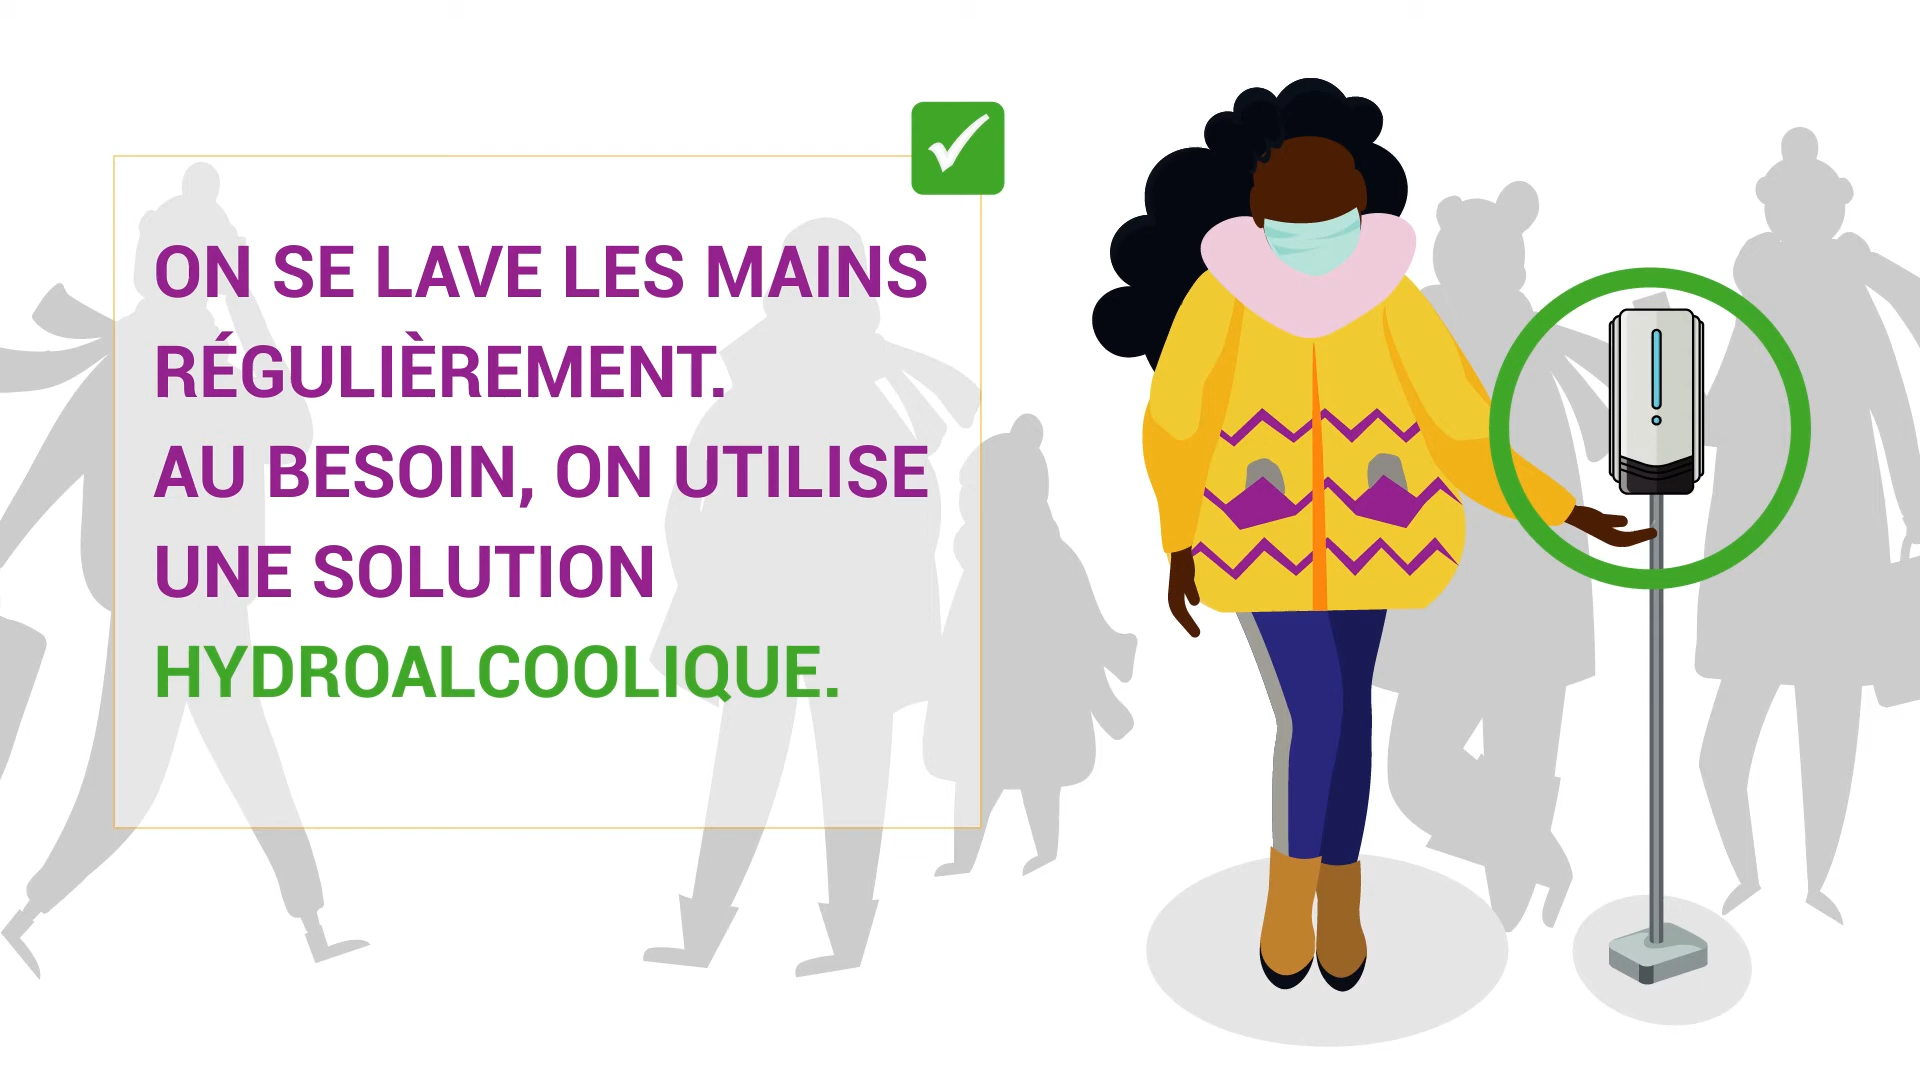 ON SE LAVE LES MAINS
RÉGULIÈREMENT.
AU BESOIN, ON UTILISE
UNE SOLUTION
HYDROALCOOLIQUE.